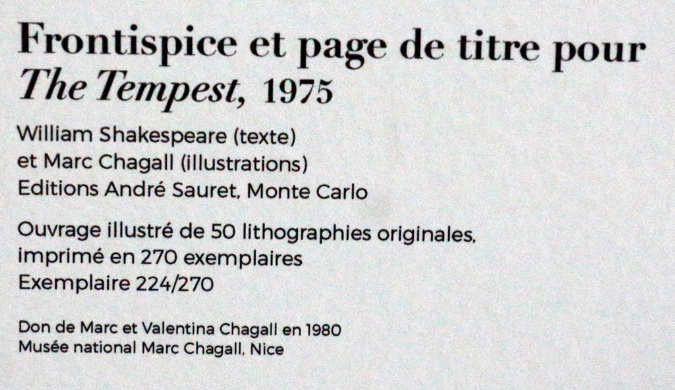 Frontispice et page de titre pour
The Tempest, 1975
William Shakespeare (texte)
et Marc Chagall (illustrations)
Editions André Sauret, Monte Carlo
Ouvrage illustré de 50 lithographies originales,
imprimé en 270 exemplaires
Exemplaire 224/270
Don de Marc et Valentina Chagall en 1980
Musée national Marc Chagall, Nice